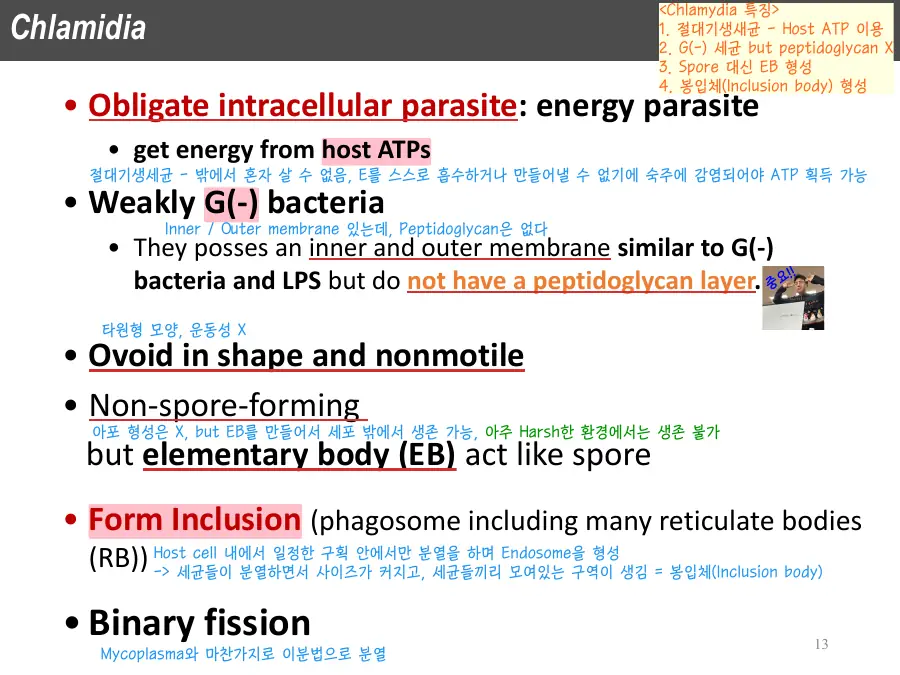 Chlamidia
<Chlamydia 특징>
1. 절대기생새균 - Host ATP 이용
2. G(-) 세균 but peptidoglycan X
3. Spore 대신 EB 형성
4. 봉입체(Inclusion body) 형성
• Obligate intracellular parasite: energy parasite
• get energy from host ATPs
절대기생세균 - 밖에서 혼자 살 수 없음, E를 스스로 흡수하거나 만들어낼 수 없기에 숙주에 감염되어야 ATP 획득 가능
• Weakly G(-) bacteria
Inner / Outer membrane 있는데, Peptidoglycan은 없다
• They posses an inner and outer membrane similar to G(-)
bacteria and LPS but do not have a peptidoglycan layer.
중요!!
타원형 모양, 운동성 X
• Ovoid in shape and nonmotile
• Non-spore-forming
아포 형성은 X, but EB를 만들어서 세포 밖에서 생존 가능, 아주 Harsh한 환경에서는 생존 불가
but elementary body (EB) act like spore
• Form Inclusion (phagosome including many reticulate bodies
(RB))
Host cell 내에서 일정한 구획 안에서만 분열을 하며 Endosome을 형성
-> 세균들이 분열하면서 사이즈가 커지고, 세균들끼리 모여있는 구역이 생김 = 봉입체(Inclusion body)
• Binary fission
Mycoplasma와 마찬가지로 이분법으로 분열
13